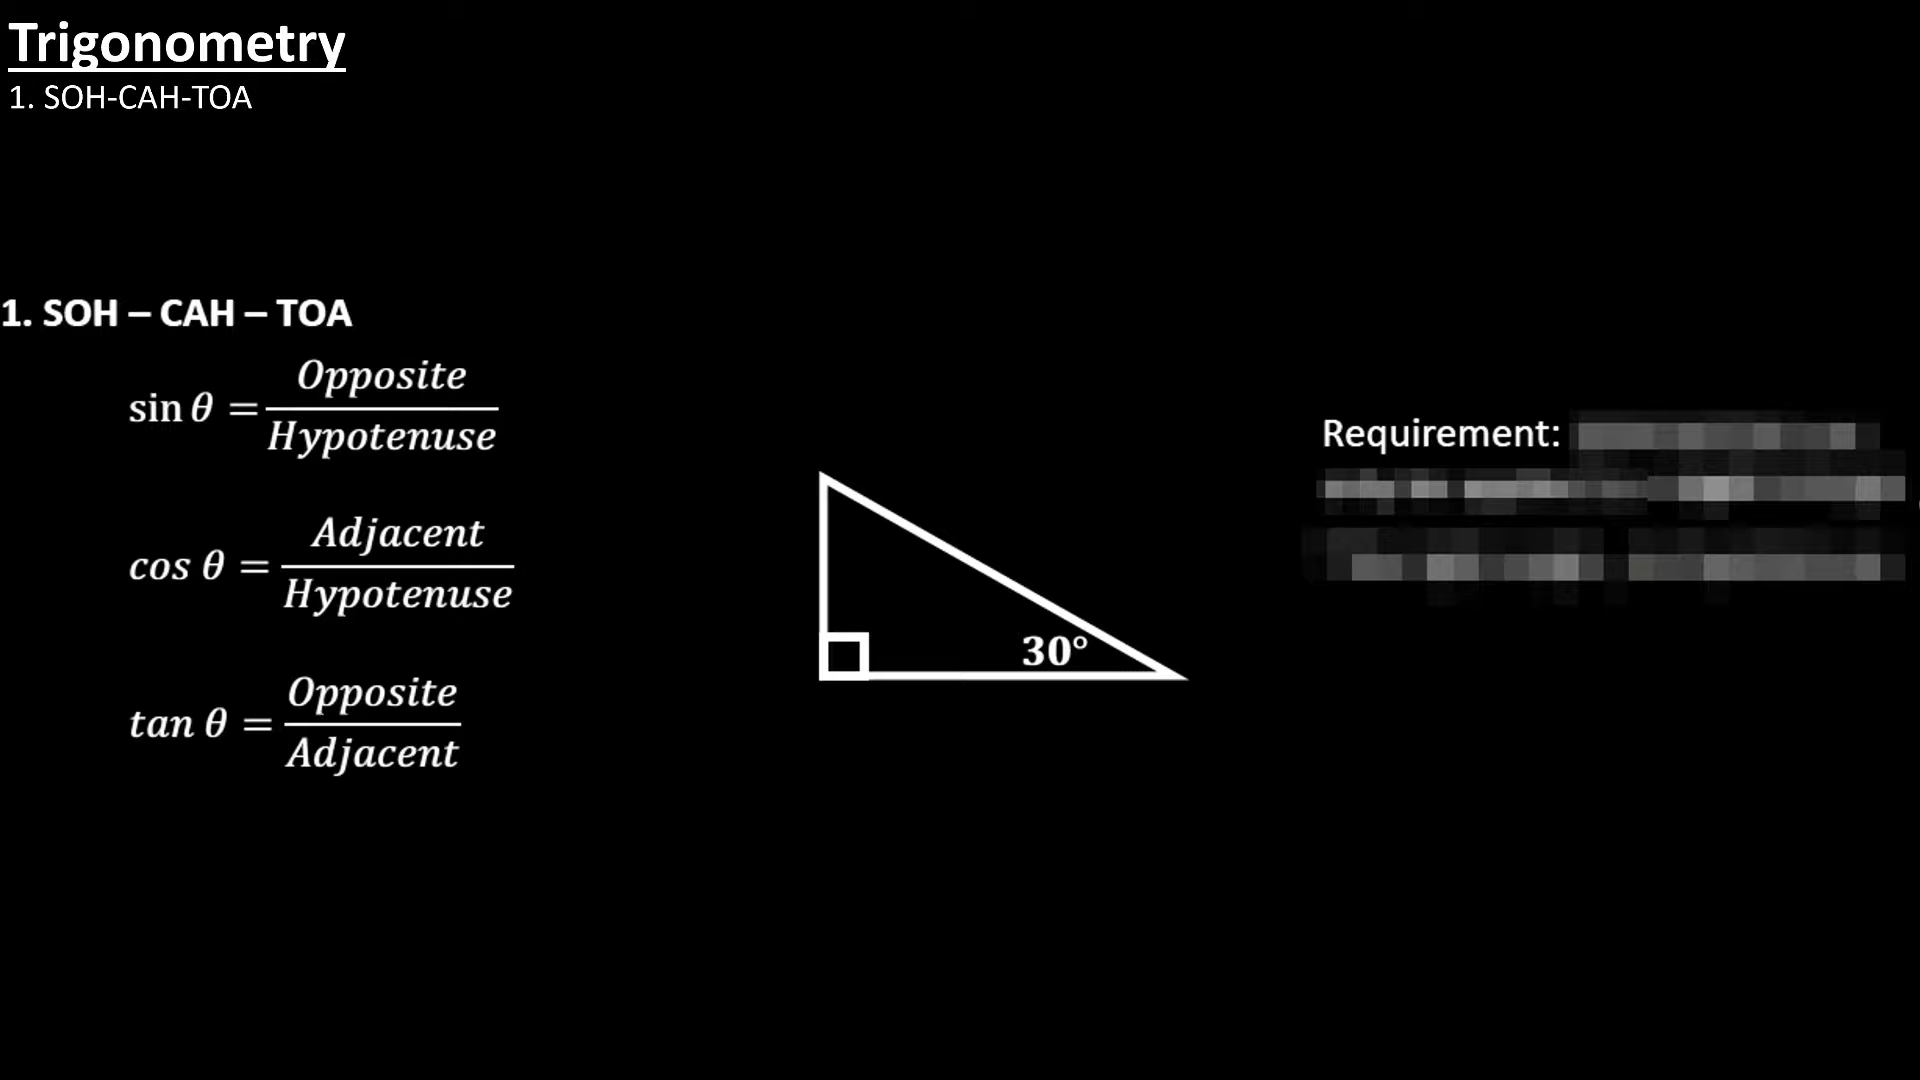 Trigonometry
1. SOH-CAH-TOA
1. SOH – CAH – TOA
sin θ = Opposite / Hypotenuse
cos θ = Adjacent / Hypotenuse
tan θ = Opposite / Adjacent
30°
Requirement: